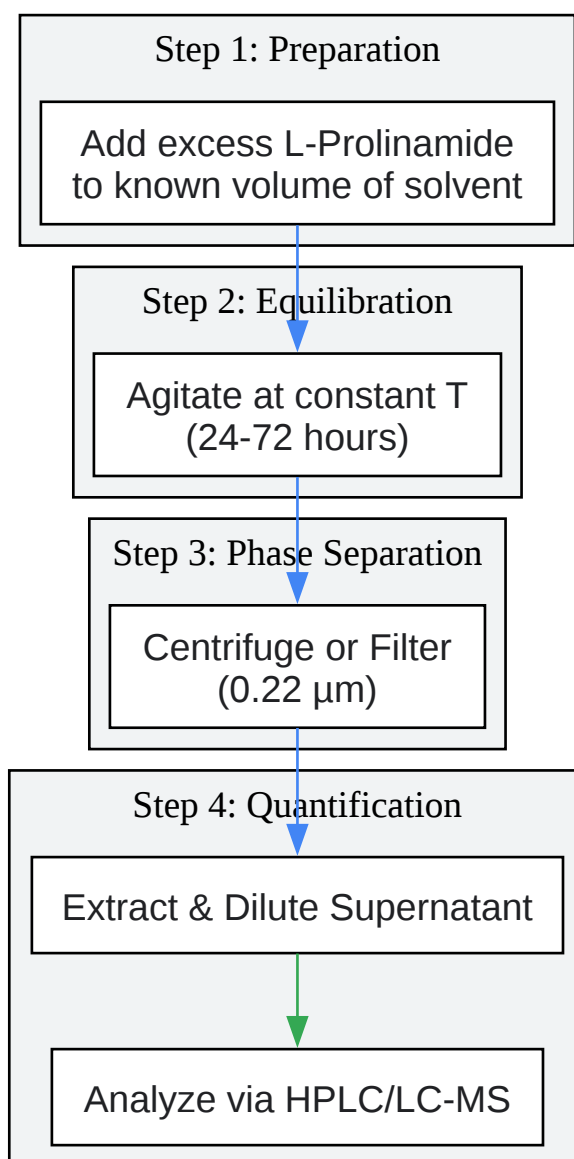 Step 1: Preparation
Add excess L-Prolinamide
to known volume of solvent
Step 2: Equilibration
Agitate at constant T
(24-72 hours)
Step 3: Phase Separation
Centrifuge or Filter
(0.22 µm)
Step 4: Quantification
Extract & Dilute Supernatant
Analyze via HPLC/LC-MS